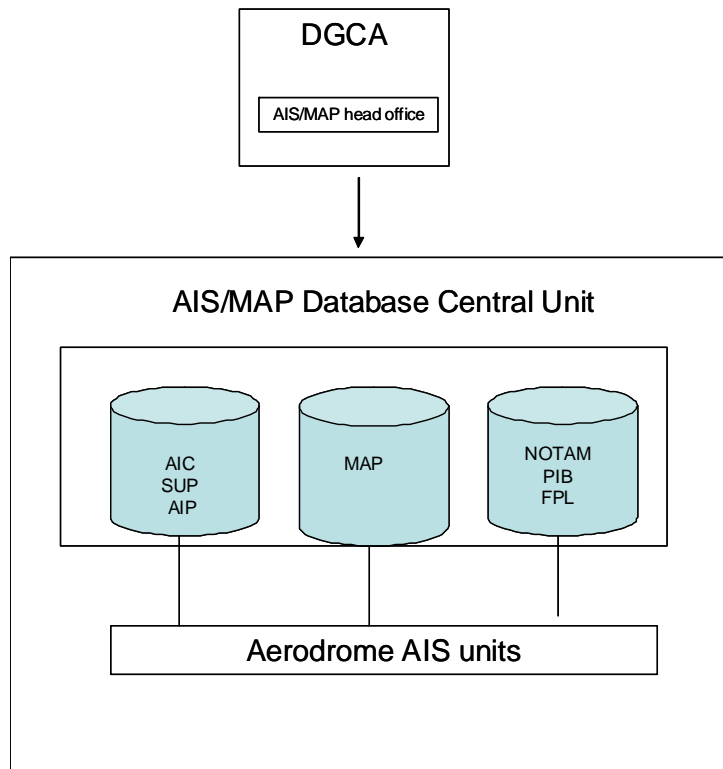 DGCA
AIS/MAP head office
AIS/MAP Database Central Unit
AIC
SUP
AIP
MAP
NOTAM
PIB
FPL
Aerodrome AIS units